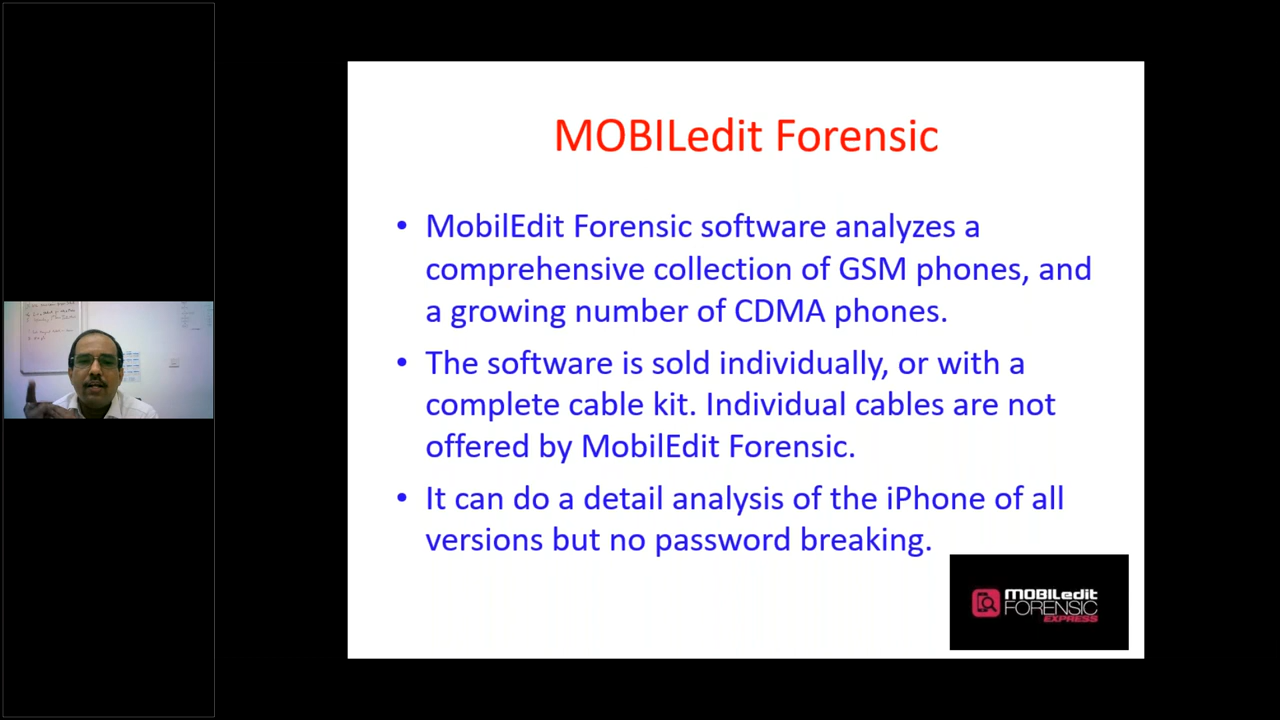 MOBILedit Forensic
• MobilEdit Forensic software analyzes a
comprehensive collection of GSM phones, and
a growing number of CDMA phones.
• The software is sold individually, or with a
complete cable kit. Individual cables are not
offered by MobilEdit Forensic.
• It can do a detail analysis of the iPhone of all
versions but no password breaking.
MOBILedit
FORENSIC
EXPRESS